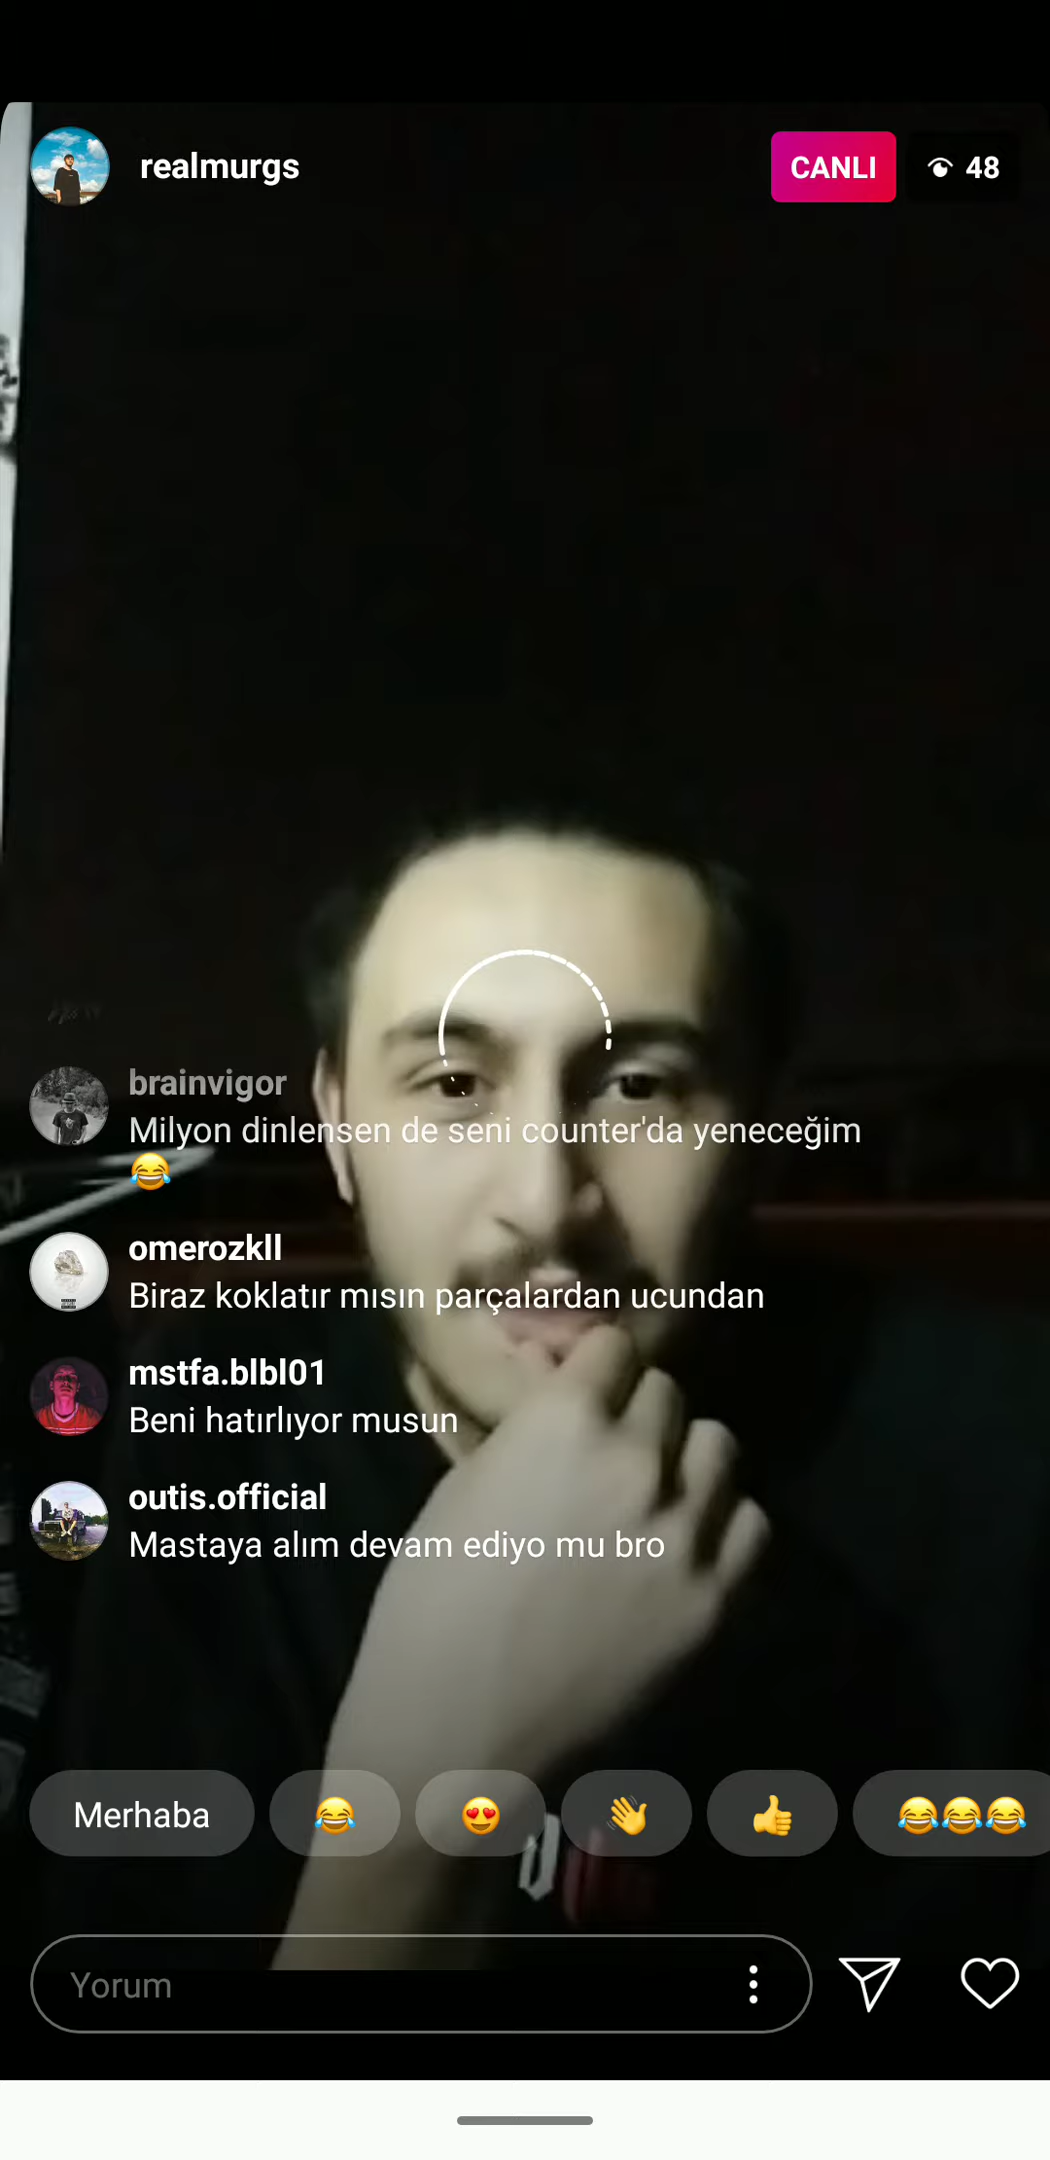 realmurgs
CANLI
48
brainvigor
Milyon dinlensen de seni counter'da yeneceğim
😂
omerozkll
Biraz koklatır mısın parçalardan ucundan
mstfa.blbl01
Beni hatırlıyor musun
outis.official
Mastaya alım devam ediyo mu bro
Merhaba 😂 😍 👋 👍 😂😂😂
Yorum